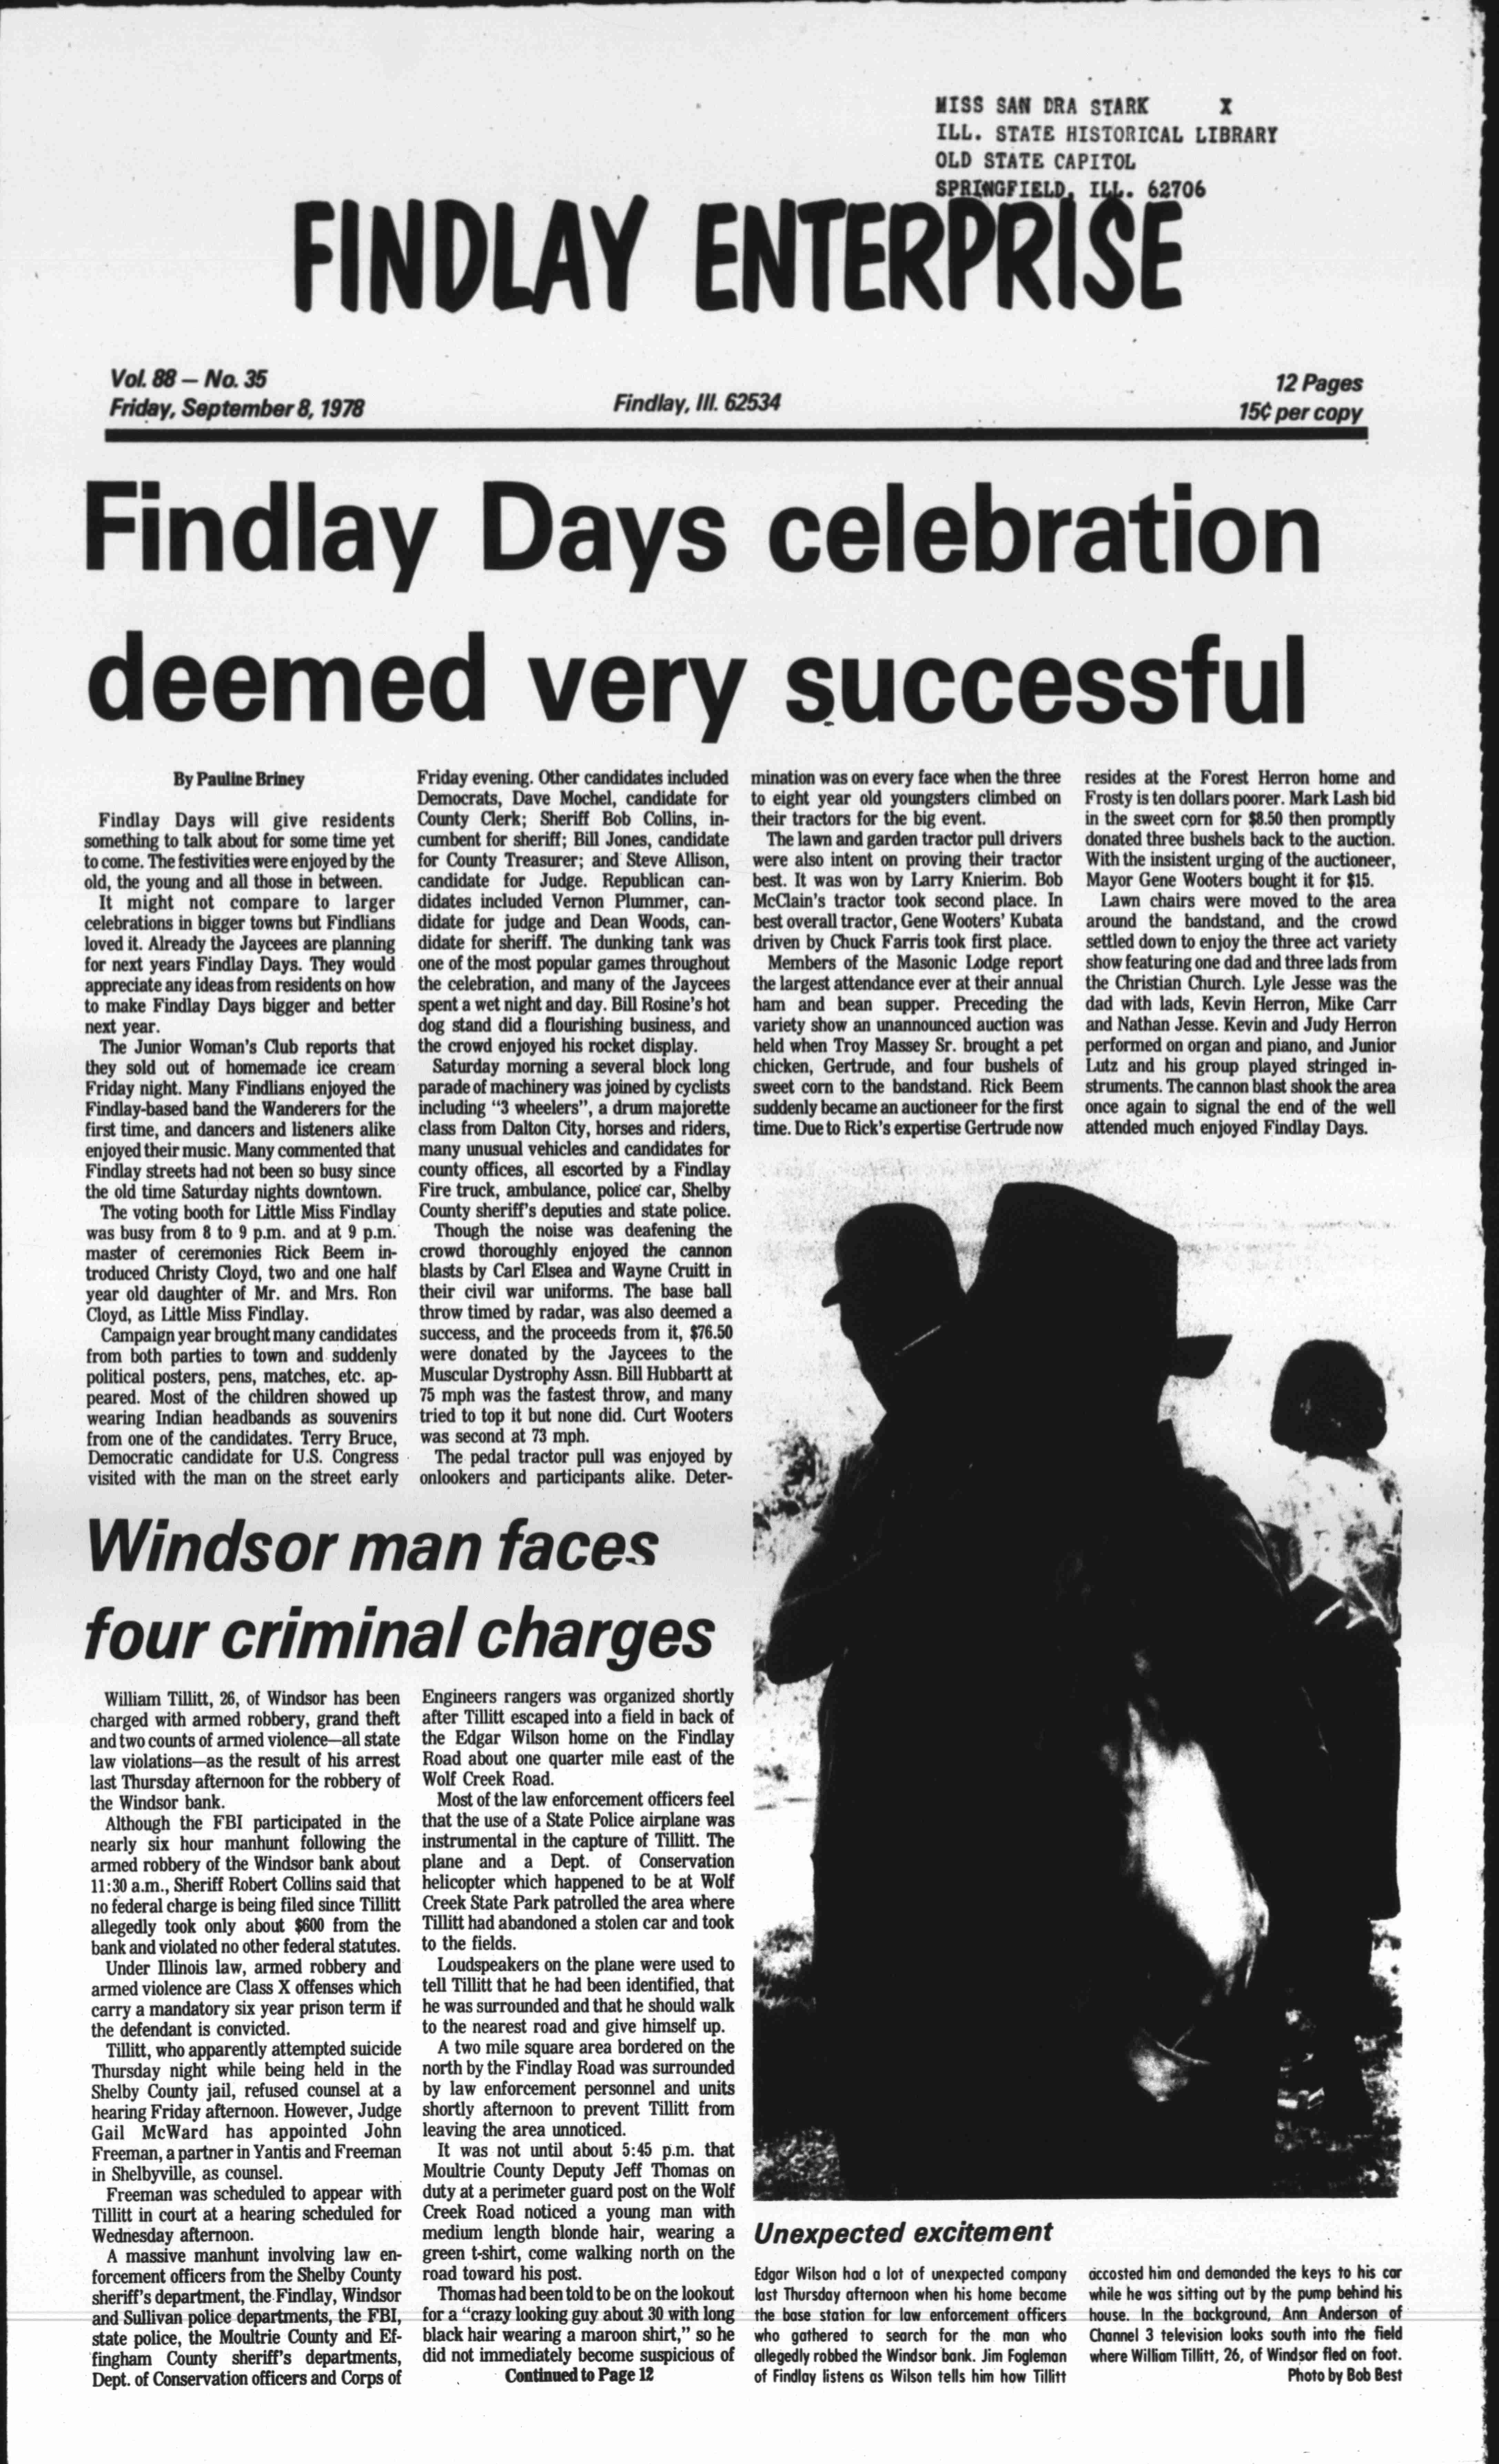 MISS SAN DRA STARK X
ILL. STATE HISTORICAL LIBRARY
OLD STATE CAPITOL
SPRINGFIELD, ILL. 62706
FINDLAY ENTERPRISE
Vol. 88 — No. 35
Friday, September 8, 1978
Findlay, Ill. 62534
12 Pages
15¢ per copy
Findlay Days celebration
deemed very successful
By Pauline Briney
Findlay Days will give residents
something to talk about for some time yet
to come. The festivities were enjoyed by the
old, the young and all those in between.
It might not compare to larger
celebrations in bigger towns but Findlians
loved it. Already the Jaycees are planning
for next years Findlay Days. They would
appreciate any ideas from residents on how
to make Findlay Days bigger and better
next year.
The Junior Woman's Club reports that
they sold out of homemade ice cream
Friday night. Many Findlians enjoyed the
Findlay-based band the Wanderers for the
first time, and dancers and listeners alike
enjoyed their music. Many commented that
Findlay streets had not been so busy since
the old time Saturday nights downtown.
The voting booth for Little Miss Findlay
was busy from 8 to 9 p.m. and at 9 p.m.
master of ceremonies Rick Beem in-
troduced Christy Cloyd, two and one half
year old daughter of Mr. and Mrs. Ron
Cloyd, as Little Miss Findlay.
Campaign year brought many candidates
from both parties to town and suddenly
political posters, pens, matches, etc. ap-
peared. Most of the children showed up
wearing Indian headbands as souvenirs
from one of the candidates. Terry Bruce,
Democratic candidate for U.S. Congress
visited with the man on the street early
Friday evening. Other candidates included
Democrats, Dave Mochel, candidate for
County Clerk; Sheriff Bob Collins, in-
cumbent for sheriff; Bill Jones, candidate
for County Treasurer; and Steve Allison,
candidate for Judge. Republican can-
didates included Vernon Plummer, can-
didate for judge and Dean Woods, can-
didate for sheriff. The dunking tank was
one of the most popular games throughout
the celebration, and many of the Jaycees
spent a wet night and day. Bill Rosine's hot
dog stand did a flourishing business, and
the crowd enjoyed his rocket display.
Saturday morning a several block long
parade of machinery was joined by cyclists
including "3 wheelers", a drum majorette
class from Dalton City, horses and riders,
many unusual vehicles and candidates for
county offices, all escorted by a Findlay
Fire truck, ambulance, police car, Shelby
County sheriff's deputies and state police.
Though the noise was deafening the
crowd thoroughly enjoyed the cannon
blasts by Carl Elsea and Wayne Cruitt in
their civil war uniforms. The base ball
throw timed by radar, was also deemed a
success, and the proceeds from it, $76.50
were donated by the Jaycees to the
Muscular Dystrophy Assn. Bill Hubbartt at
75 mph was the fastest throw, and many
tried to top it but none did. Curt Wooters
was second at 73 mph.
The pedal tractor pull was enjoyed by
onlookers and participants alike. Deter-
mination was on every face when the three
to eight year old youngsters climbed on
their tractors for the big event.
The lawn and garden tractor pull drivers
were also intent on proving their tractor
best. It was won by Larry Knierim. Bob
McClain's tractor took second place. In
best overall tractor, Gene Wooters' Kubata
driven by Chuck Farris took first place.
Members of the Masonic Lodge report
the largest attendance ever at their annual
ham and bean supper. Preceding the
variety show an unannounced auction was
held when Troy Massey Sr. brought a pet
chicken, Gertrude, and four bushels of
sweet corn to the bandstand. Rick Beem
suddenly became an auctioneer for the first
time. Due to Rick's expertise Gertrude now
resides at the Forest Herron home and
Frosty is ten dollars poorer. Mark Lash bid
in the sweet corn for $8.50 then promptly
donated three bushels back to the auction.
With the insistent urging of the auctioneer,
Mayor Gene Wooters bought it for $15.
Lawn chairs were moved to the area
around the bandstand, and the crowd
settled down to enjoy the three act variety
show featuring one dad and three lads from
the Christian Church. Lyle Jesse was the
dad with lads, Kevin Herron, Mike Carr
and Nathan Jesse. Kevin and Judy Herron
performed on organ and piano, and Junior
Lutz and his group played stringed in-
struments. The cannon blast shook the area
once again to signal the end of the well
attended much enjoyed Findlay Days.
Windsor man faces
four criminal charges
William Tillitt, 26, of Windsor has been
charged with armed robbery, grand theft
and two counts of armed violence—all state
law violations—as the result of his arrest
last Thursday afternoon for the robbery of
the Windsor bank.
Although the FBI participated in the
nearly six hour manhunt following the
armed robbery of the Windsor bank about
11:30 a.m., Sheriff Robert Collins said that
no federal charge is being filed since Tillitt
allegedly took only about $600 from the
bank and violated no other federal statutes.
Under Illinois law, armed robbery and
armed violence are Class X offenses which
carry a mandatory six year prison term if
the defendant is convicted.
Tillitt, who apparently attempted suicide
Thursday night while being held in the
Shelby County jail, refused counsel at a
hearing Friday afternoon. However, Judge
Gail McWard has appointed John
Freeman, a partner in Yantis and Freeman
in Shelbyville, as counsel.
Freeman was scheduled to appear with
Tillitt in court at a hearing scheduled for
Wednesday afternoon.
A massive manhunt involving law en-
forcement officers from the Shelby County
sheriff's department, the Findlay, Windsor
and Sullivan police departments, the FBI,
state police, the Moultrie County and Ef-
fingham County sheriff's departments,
Dept. of Conservation officers and Corps of
Engineers rangers was organized shortly
after Tillitt escaped into a field in back of
the Edgar Wilson home on the Findlay
Road about one quarter mile east of the
Wolf Creek Road.
Most of the law enforcement officers feel
that the use of a State Police airplane was
instrumental in the capture of Tillitt. The
plane and a Dept. of Conservation
helicopter which happened to be at Wolf
Creek State Park patrolled the area where
Tillitt had abandoned a stolen car and took
to the fields.
Loudspeakers on the plane were used to
tell Tillitt that he had been identified, that
he was surrounded and that he should walk
to the nearest road and give himself up.
A two mile square area bordered on the
north by the Findlay Road was surrounded
by law enforcement personnel and units
shortly afternoon to prevent Tillitt from
leaving the area unnoticed.
It was not until about 5:45 p.m. that
Moultrie County Deputy Jeff Thomas on
duty at a perimeter guard post on the Wolf
Creek Road noticed a young man with
medium length blonde hair, wearing a
green t-shirt, come walking north on the
road toward his post.
Thomas had been told to be on the lookout
for a "crazy looking guy about 30 with long
black hair wearing a maroon shirt," so he
did not immediately become suspicious of
Continued to Page 12
Unexpected excitement
Edgar Wilson had a lot of unexpected company
last Thursday afternoon when his home became
the base station for law enforcement officers
who gathered to search for the man who
allegedly robbed the Windsor bank. Jim Fogleman
of Findlay listens as Wilson tells him how Tillitt
accosted him and demanded the keys to his car
while he was sitting out by the pump behind his
house. In the background, Ann Anderson of
Channel 3 television looks south into the field
where William Tillitt, 26, of Windsor fled on foot.
Photo by Bob Best